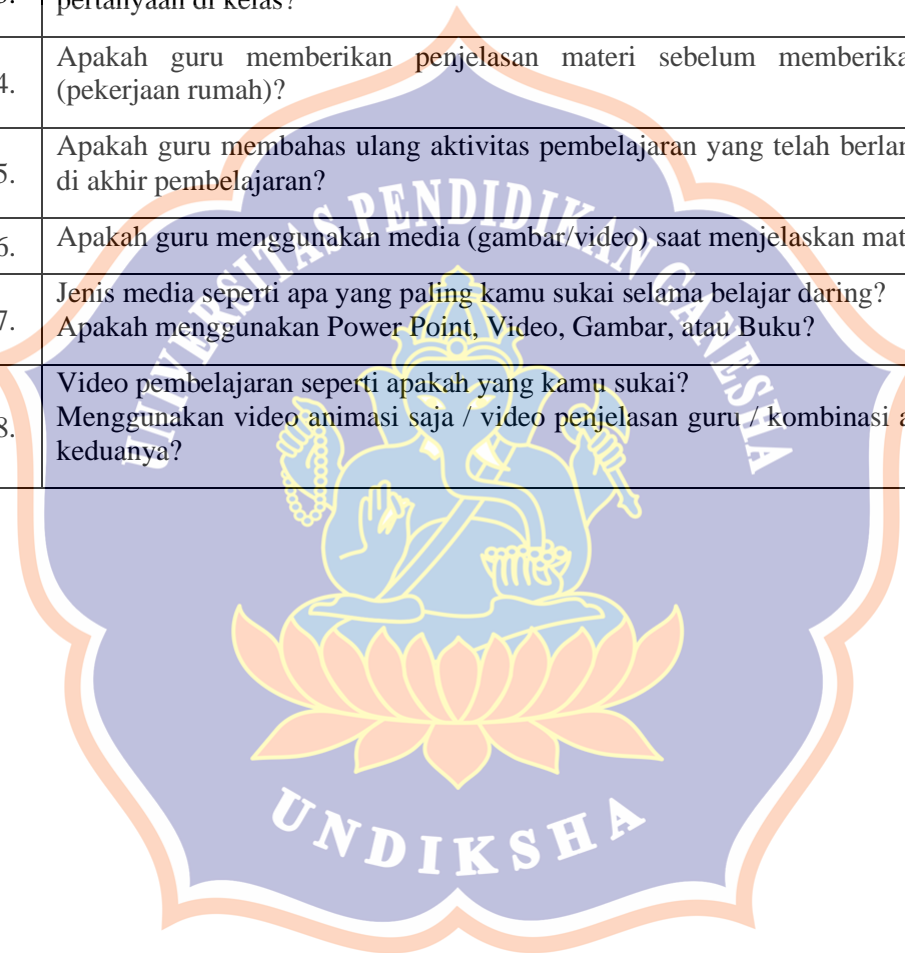 3. pertanyaan di kelas?
4. Apakah guru memberikan penjelasan materi sebelum
(pekerjaan rumah)?
5. Apakah guru membahas ulang aktivitas pembelajaran yang telah
di akhir pembelajaran?
6. Apakah guru menggunakan media (gambar/video) saat menjelaskan
7. Jenis media seperti apa yang paling kamu sukai selama belajar daring?
Apakah menggunakan Power Point, Video, Gambar, atau Buku?
8. Video pembelajaran seperti apakah yang kamu sukai?
Menggunakan video animasi saja / video penjelasan guru / kombinasi
keduanya?
UNIVERSITAS PENDIDIKAN GANESHA
UNDIKSHA